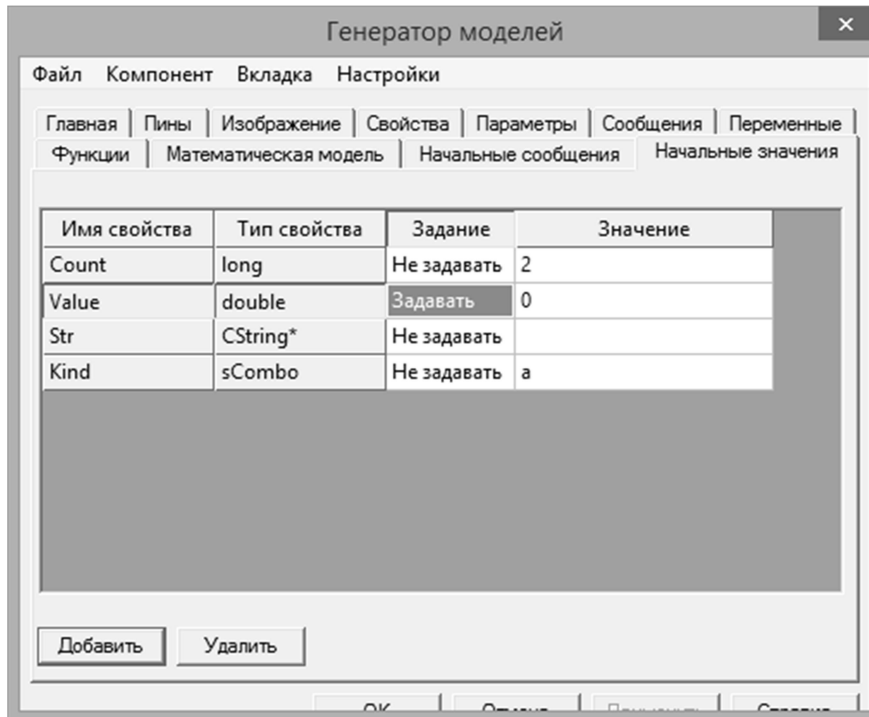 Генератор моделей
Файл Компонент Вкладка Настройки
Главная Пины Изображение Свойства Параметры Сообщения Переменные
Функции Математическая модель Начальные сообщения Начальные значения
Имя свойства Тип свойства Задание Значение
Count long Не задавать 2
Value double Задавать 0
Str CString* Не задавать
Kind sCombo Не задавать a
Добавить Удалить